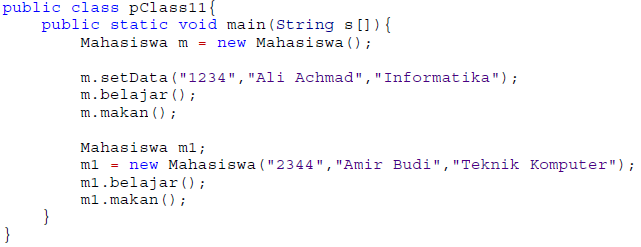 public class pClass11{
    public static void main(String s[]){
        Mahasiswa m = new Mahasiswa();

        m.setData("1234","Ali Achmad","Informatika");
        m.belajar();
        m.makan();

        Mahasiswa m1;
        m1 = new Mahasiswa("2344","Amir Budi","Teknik Komputer");
        m1.belajar();
        m1.makan();
    }
}